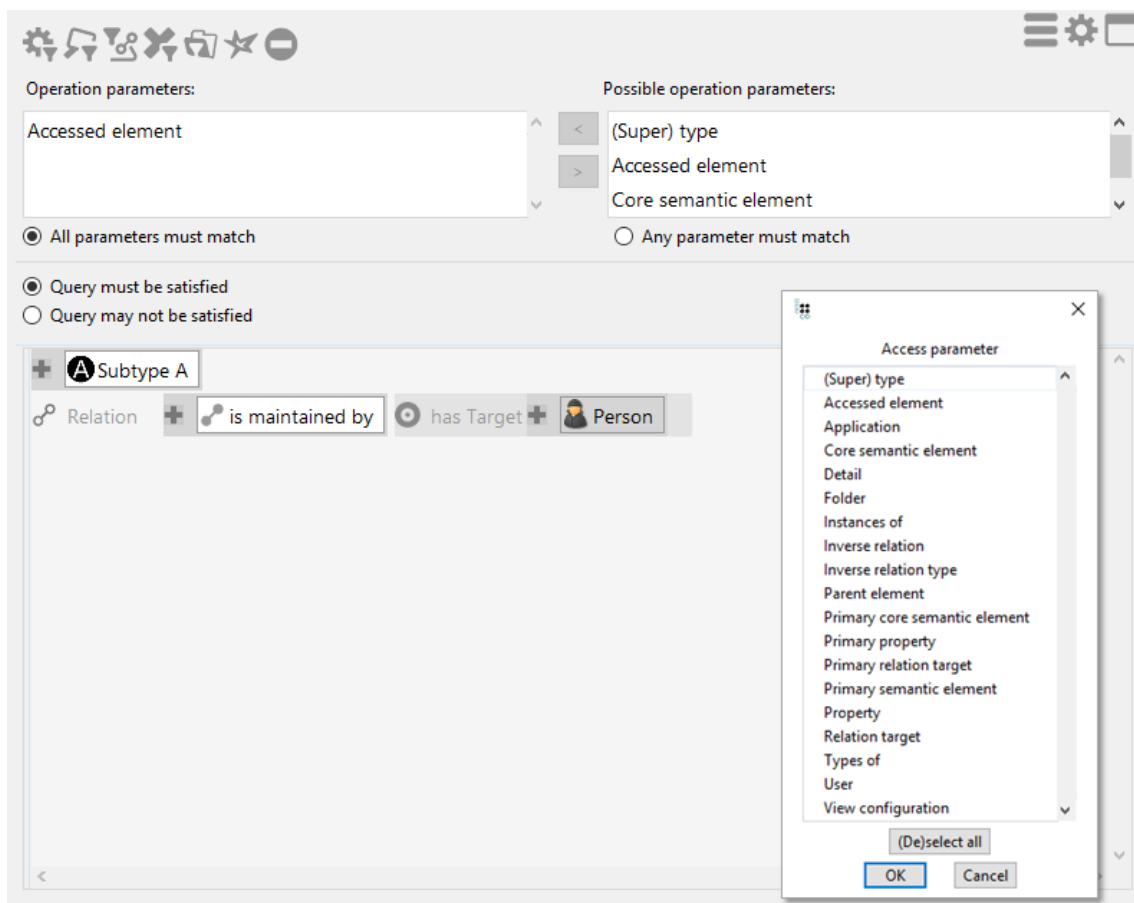 Operation parameters:
Possible operation parameters:
Accessed element
<
>
(Super) type
Accessed element
Core semantic element
All parameters must match
Any parameter must match
Query must be satisfied
Query may not be satisfied
A Subtype A
Relation is maintained by has Target Person
Access parameter
(Super) type
Accessed element
Application
Core semantic element
Detail
Folder
Instances of
Inverse relation
Inverse relation type
Parent element
Primary core semantic element
Primary property
Primary relation target
Primary semantic element
Property
Relation target
Types of
User
View configuration
(De)select all
OK Cancel